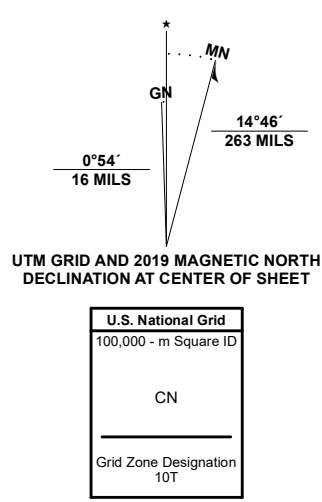 ★
MN
GN
14°46´
263 MILS
0°54´
16 MILS
UTM GRID AND 2019 MAGNETIC NORTH
DECLINATION AT CENTER OF SHEET
U.S. National Grid
100,000 - m Square ID
CN
Grid Zone Designation
10T